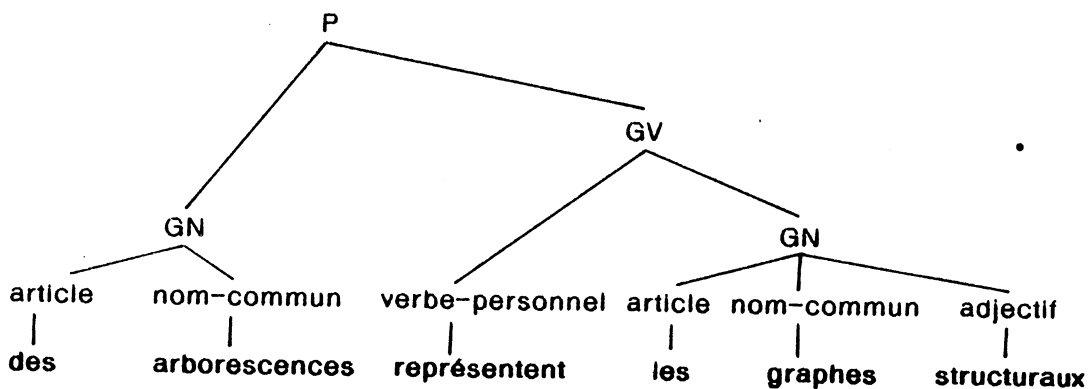 P
GV
GN
GN
article nom-commun verbe-personnel article nom-commun adjectif
des arborescences représentent les graphes structuraux